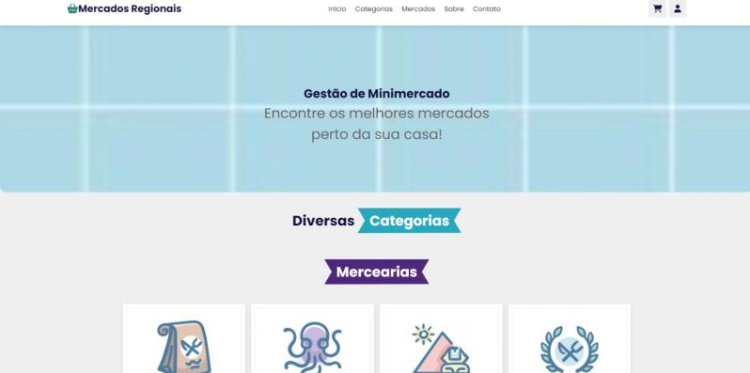 Mercados Regionais
Início Categorias Mercados Sobre Contato
Gestão de Minimercado
Encontre os melhores mercados
perto da sua casa!
Diversas Categorias
Mercearias